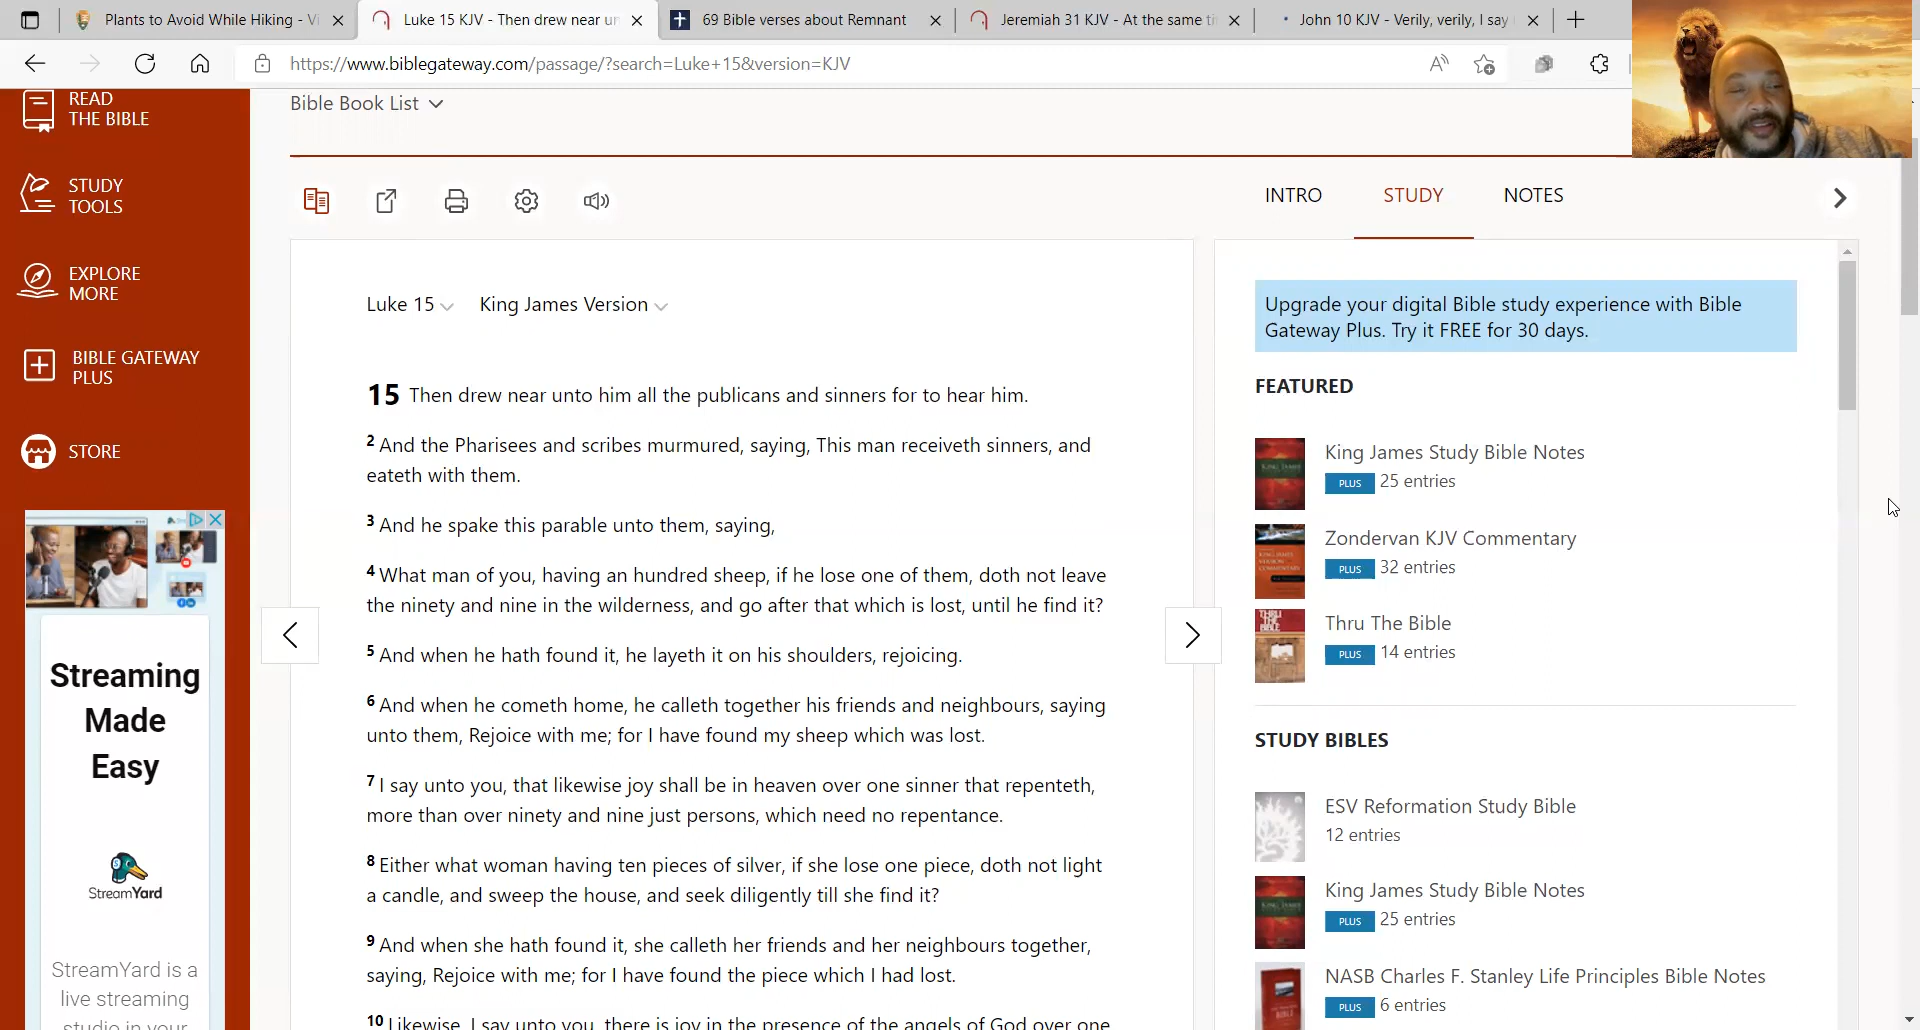 Plants to Avoid While Hiking - Vi
Luke 15 KJV - Then drew near un
69 Bible verses about Remnant
Jeremiah 31 KJV - At the same ti
John 10 KJV - Verily, verily, I say
https://www.biblegateway.com/passage/?search=Luke+15&version=KJV
READ
THE BIBLE
STUDY
TOOLS
EXPLORE
MORE
BIBLE GATEWAY
PLUS
STORE
Streaming
Made
Easy
StreamYard
StreamYard is a
live streaming
studio in your
Bible Book List
INTRO
STUDY
NOTES
Luke 15
King James Version
15 Then drew near unto him all the publicans and sinners for to hear him.
2 And the Pharisees and scribes murmured, saying, This man receiveth sinners, and
eateth with them.
3 And he spake this parable unto them, saying,
4 What man of you, having an hundred sheep, if he lose one of them, doth not leave
the ninety and nine in the wilderness, and go after that which is lost, until he find it?
5 And when he hath found it, he layeth it on his shoulders, rejoicing.
6 And when he cometh home, he calleth together his friends and neighbours, saying
unto them, Rejoice with me; for I have found my sheep which was lost.
7 I say unto you, that likewise joy shall be in heaven over one sinner that repenteth,
more than over ninety and nine just persons, which need no repentance.
8 Either what woman having ten pieces of silver, if she lose one piece, doth not light
a candle, and sweep the house, and seek diligently till she find it?
9 And when she hath found it, she calleth her friends and her neighbours together,
saying, Rejoice with me; for I have found the piece which I had lost.
10 Likewise, I say unto you, there is joy in the presence of the angels of God over one
Upgrade your digital Bible study experience with Bible
Gateway Plus. Try it FREE for 30 days.
FEATURED
King James Study Bible Notes
PLUS 25 entries
Zondervan KJV Commentary
PLUS 32 entries
THRU
THE
BIBLE
Thru The Bible
PLUS 14 entries
STUDY BIBLES
ESV Reformation Study Bible
12 entries
King James Study Bible Notes
PLUS 25 entries
NASB Charles F. Stanley Life Principles Bible Notes
PLUS 6 entries